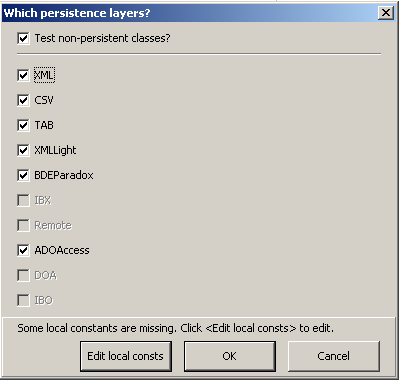 Which persistence layers?
Test non-persistent classes?
XML
CSV
TAB
XMLLight
BDEParadox
IBX
Remote
ADOAccess
DOA
IBO
Some local constants are missing. Click <Edit local consts> to edit.
Edit local consts OK Cancel